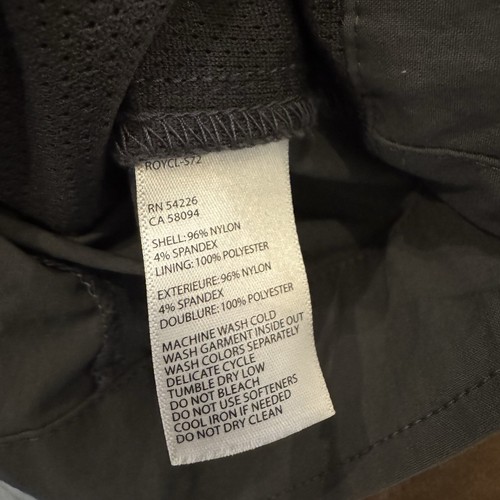 ROYCL-S72
RN 54226
CA 58094
SHELL: 96% NYLON
4% SPANDEX
LINING: 100% POLYESTER
EXTERIEURE: 96% NYLON
4% SPANDEX
DOUBLURE: 100% POLYESTER
MACHINE WASH COLD
WASH GARMENT INSIDE OUT
WASH COLORS SEPARATELY
DELICATE CYCLE
TUMBLE DRY LOW
DO NOT BLEACH
DO NOT USE SOFTENERS
COOL IRON IF NEEDED
DO NOT DRY CLEAN